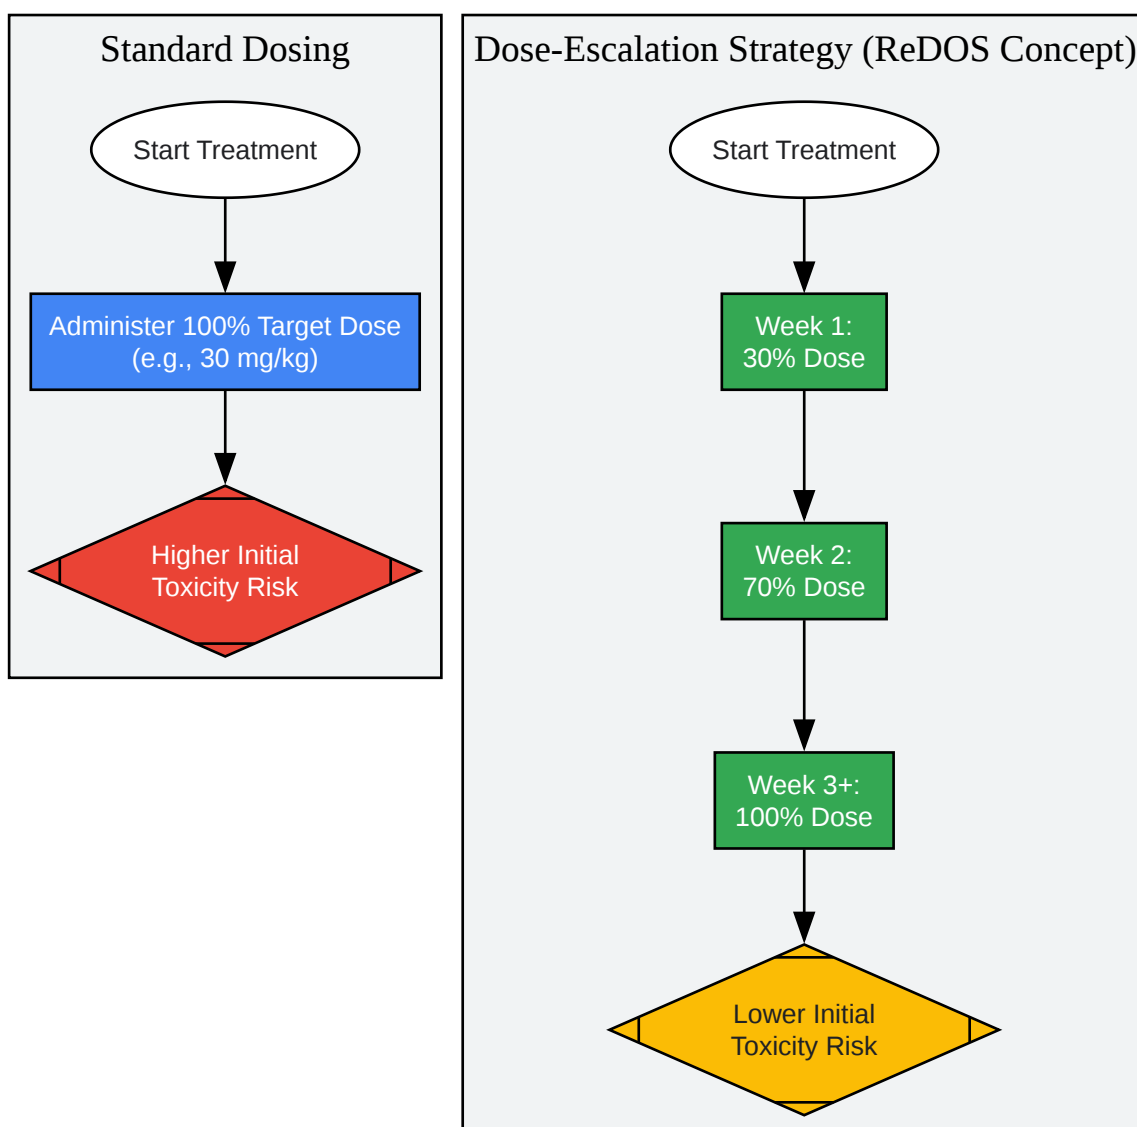 Standard Dosing
Start Treatment
Administer 100% Target Dose
(e.g., 30 mg/kg)
Higher Initial
Toxicity Risk
Dose-Escalation Strategy (ReDOS Concept)
Start Treatment
Week 1:
30% Dose
Week 2:
70% Dose
Week 3+:
100% Dose
Lower Initial
Toxicity Risk